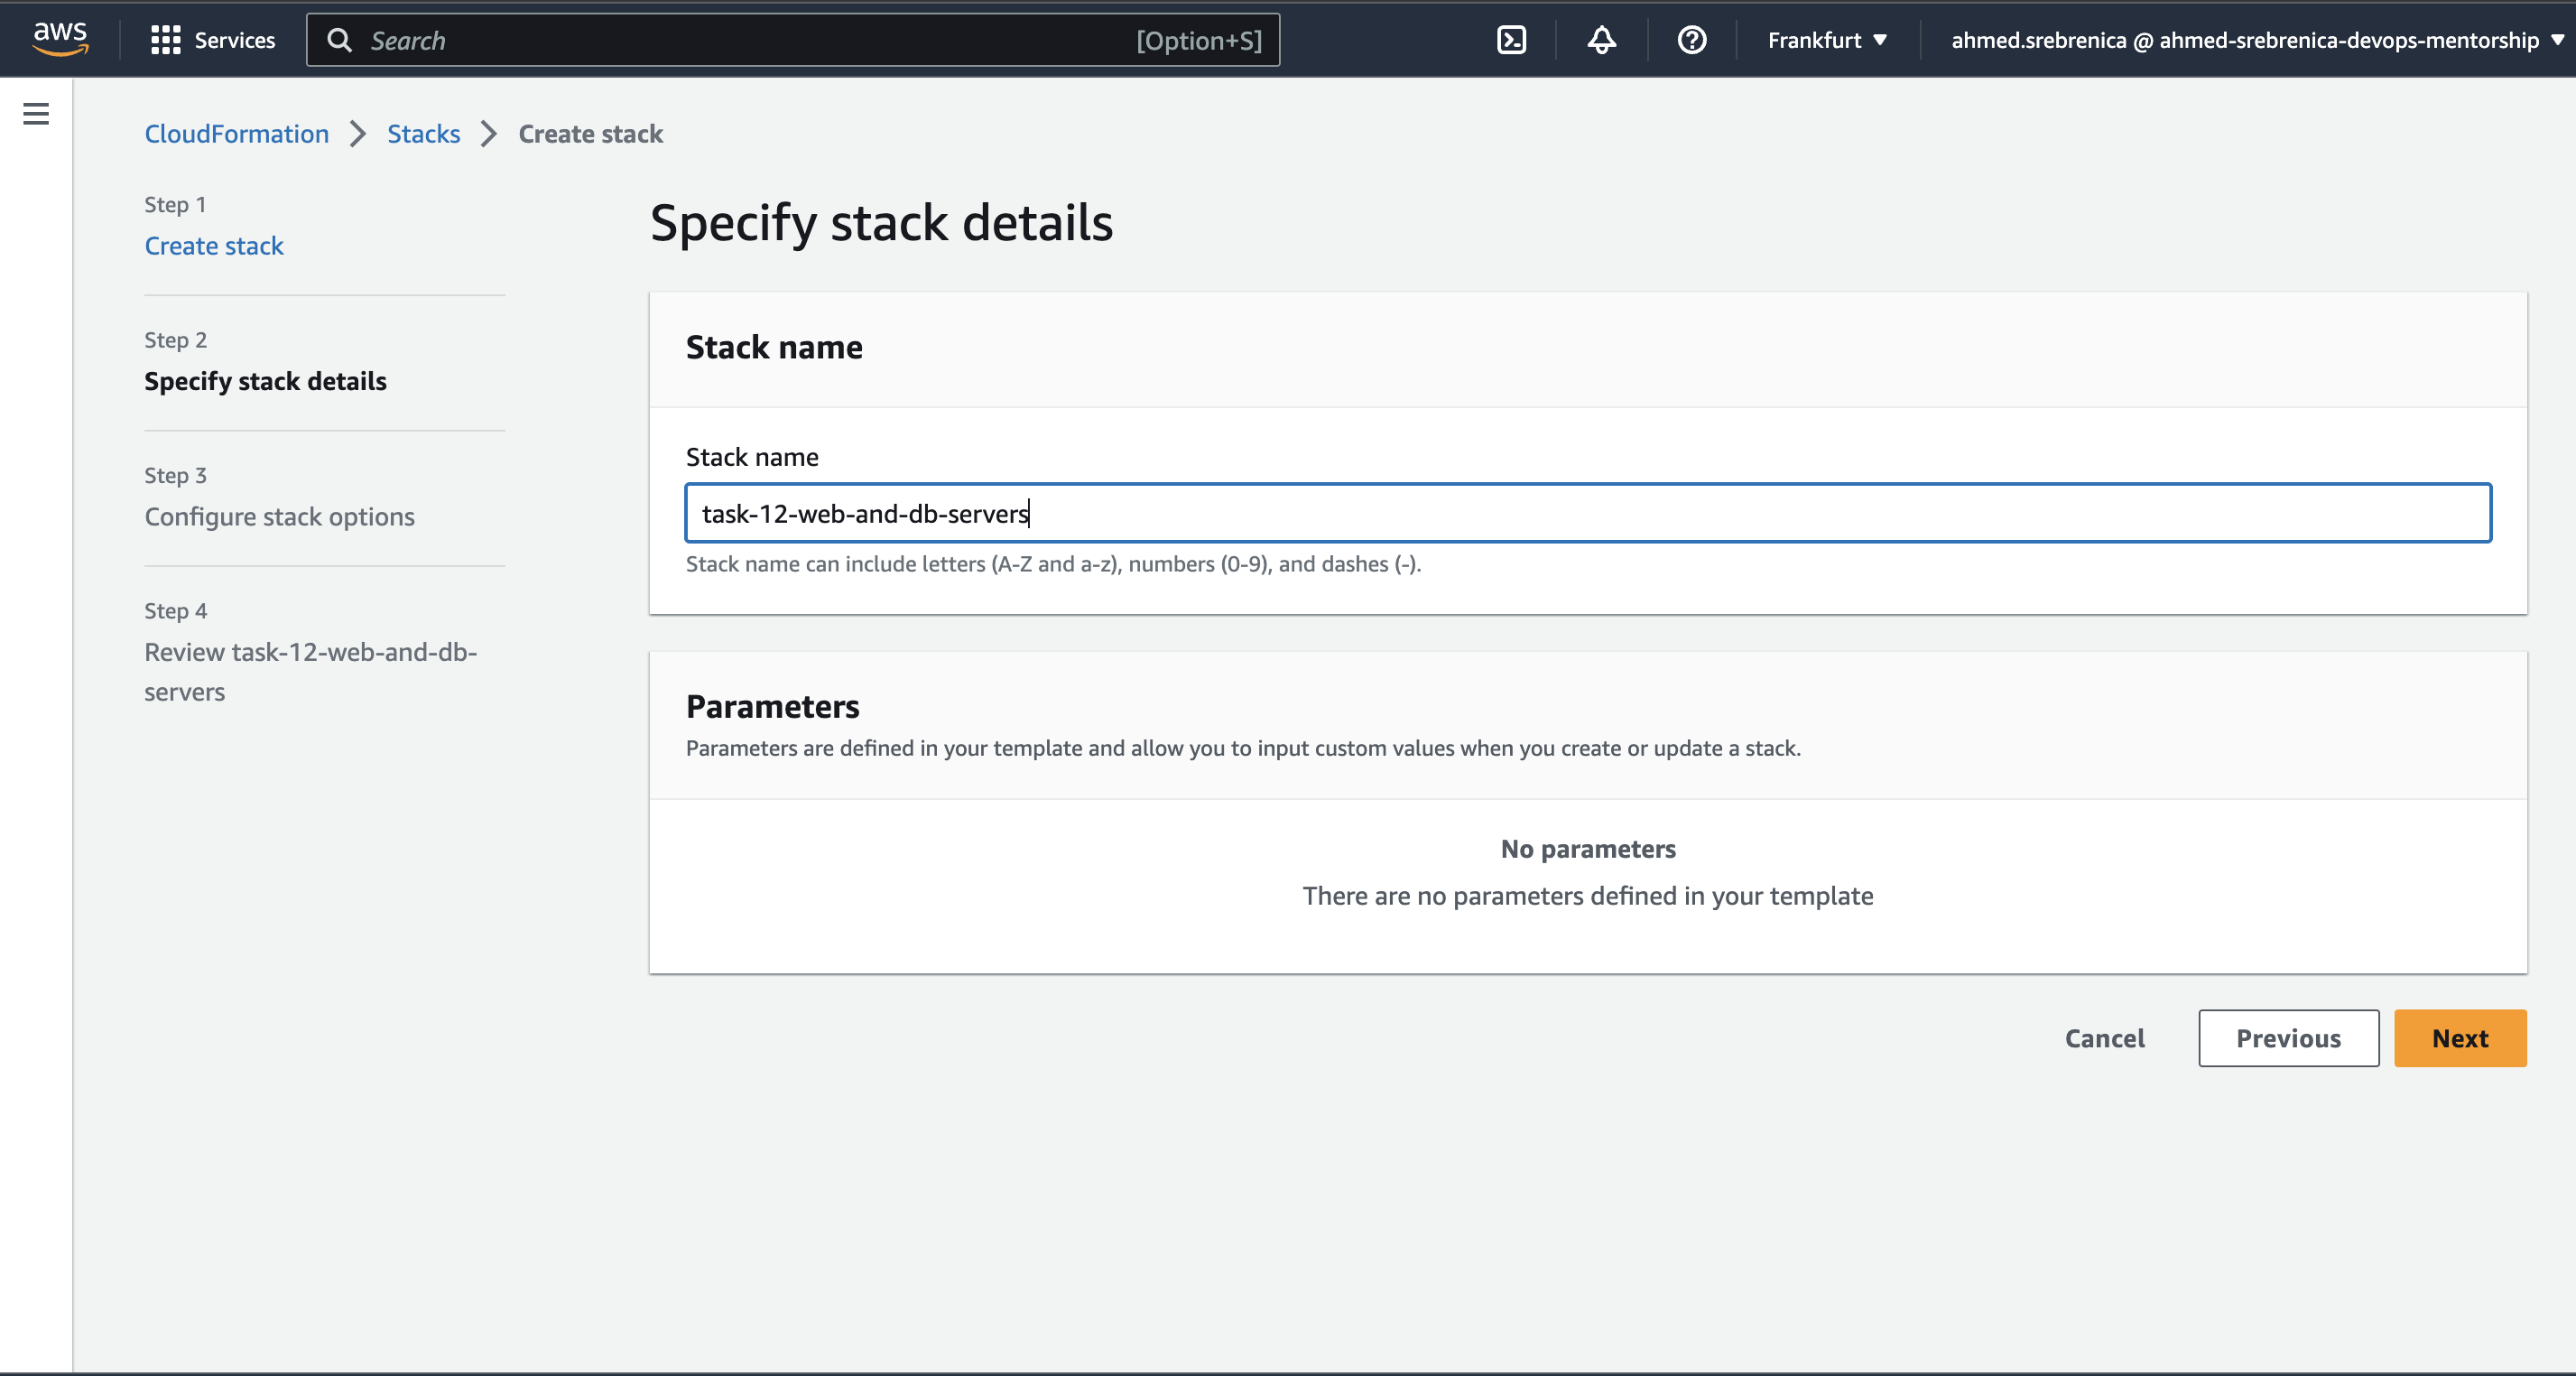 aws
Services
Search
[Option+S]
Frankfurt
ahmed.srebrenica @ ahmed-srebrenica-devops-mentorship
CloudFormation
Stacks
Create stack
Step 1
Create stack
Step 2
Specify stack details
Step 3
Configure stack options
Step 4
Review task-12-web-and-db-
servers
Specify stack details
Stack name
Stack name
task-12-web-and-db-servers
Stack name can include letters (A-Z and a-z), numbers (0-9), and dashes (-).
Parameters
Parameters are defined in your template and allow you to input custom values when you create or update a stack.
No parameters
There are no parameters defined in your template
Cancel
Previous
Next